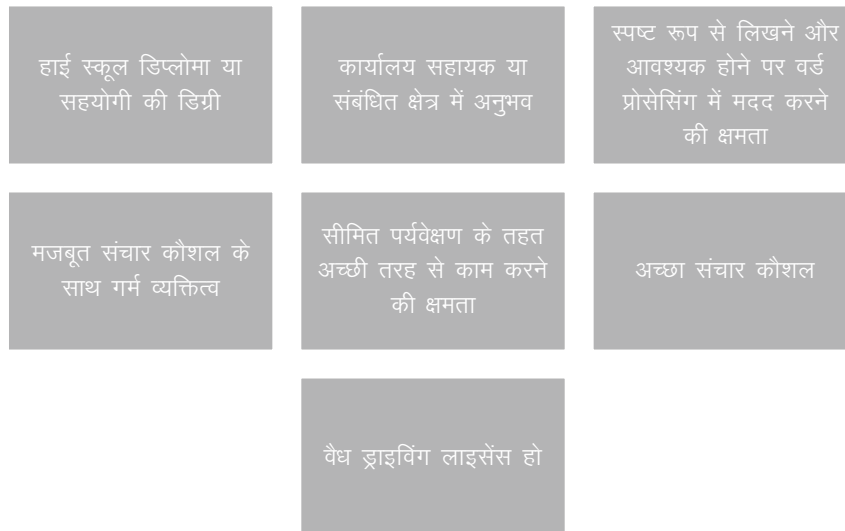 हाई स्कूल डिप्लोमा या
सहयोगी की डिग्री
कार्यालय सहायक या
संबंधित क्षेत्र में अनुभव
स्पष्ट रूप से लिखने और
आवश्यक होने पर वर्ड
प्रोसेसिंग में मदद करने
की क्षमता
मजबूत संचार कौशल के
साथ गर्म व्यक्तित्व
सीमित पर्यवेक्षण के तहत
अच्छी तरह से काम करने
की क्षमता
अच्छा संचार कौशल
वैध ड्राइविंग लाइसेंस हो